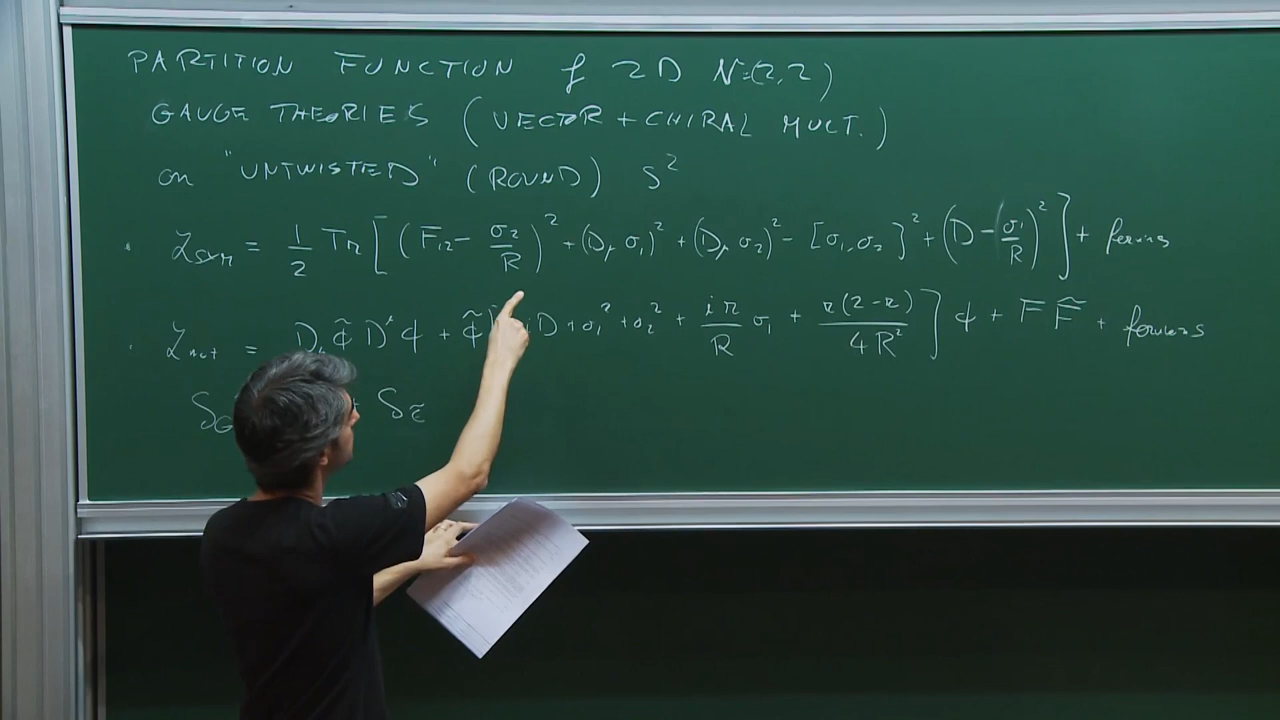 PARTITION FUNCTION of 2D N=(2,2)
GAUGE THEORIES (VECTOR + CHIRAL MULT.)
on "UNTWISTED" (ROUND) S²
· ℒ_SYM = 1/2 Tr [ (F₁₂ - σ₂/R)² + (D_μ σ₁)² + (D_μ σ₂)² - [σ₁, σ₂]² + (D - σ₁/R)² ] + fermions
· ℒ_mat = D_μ φ̃ D^μ φ + φ̃ [ D + σ₁² + σ₂² + i r/R σ₁ + r(2-r)/4R² ] φ + F F̃ + fermions
δ + δ_ε̃